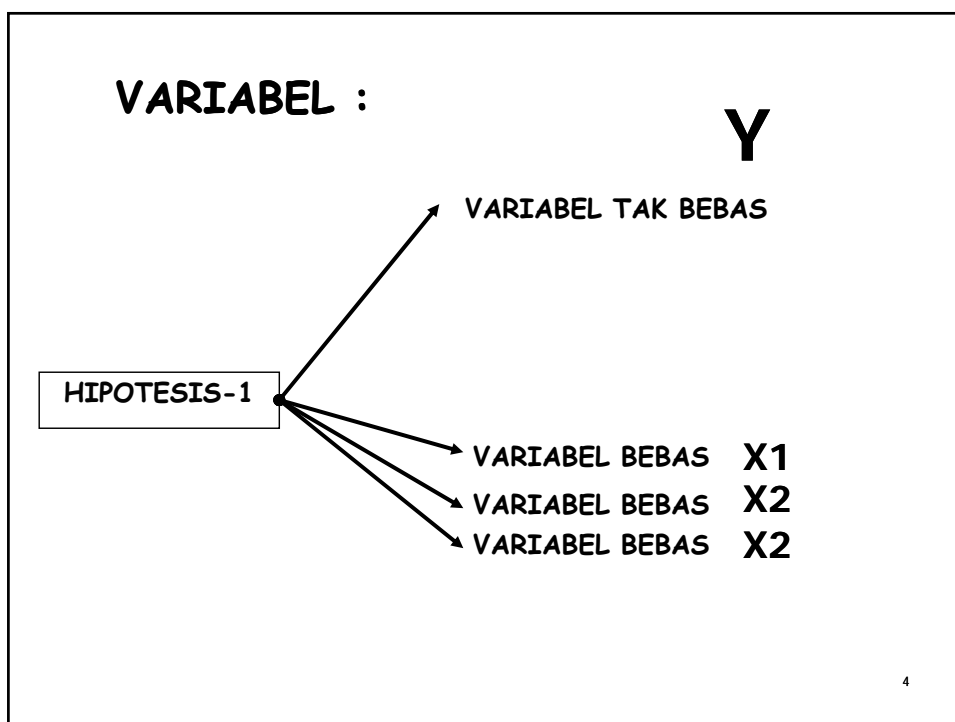 VARIABEL :
Y
VARIABEL TAK BEBAS
HIPOTESIS-1
VARIABEL BEBAS X1
VARIABEL BEBAS X2
VARIABEL BEBAS X2
4